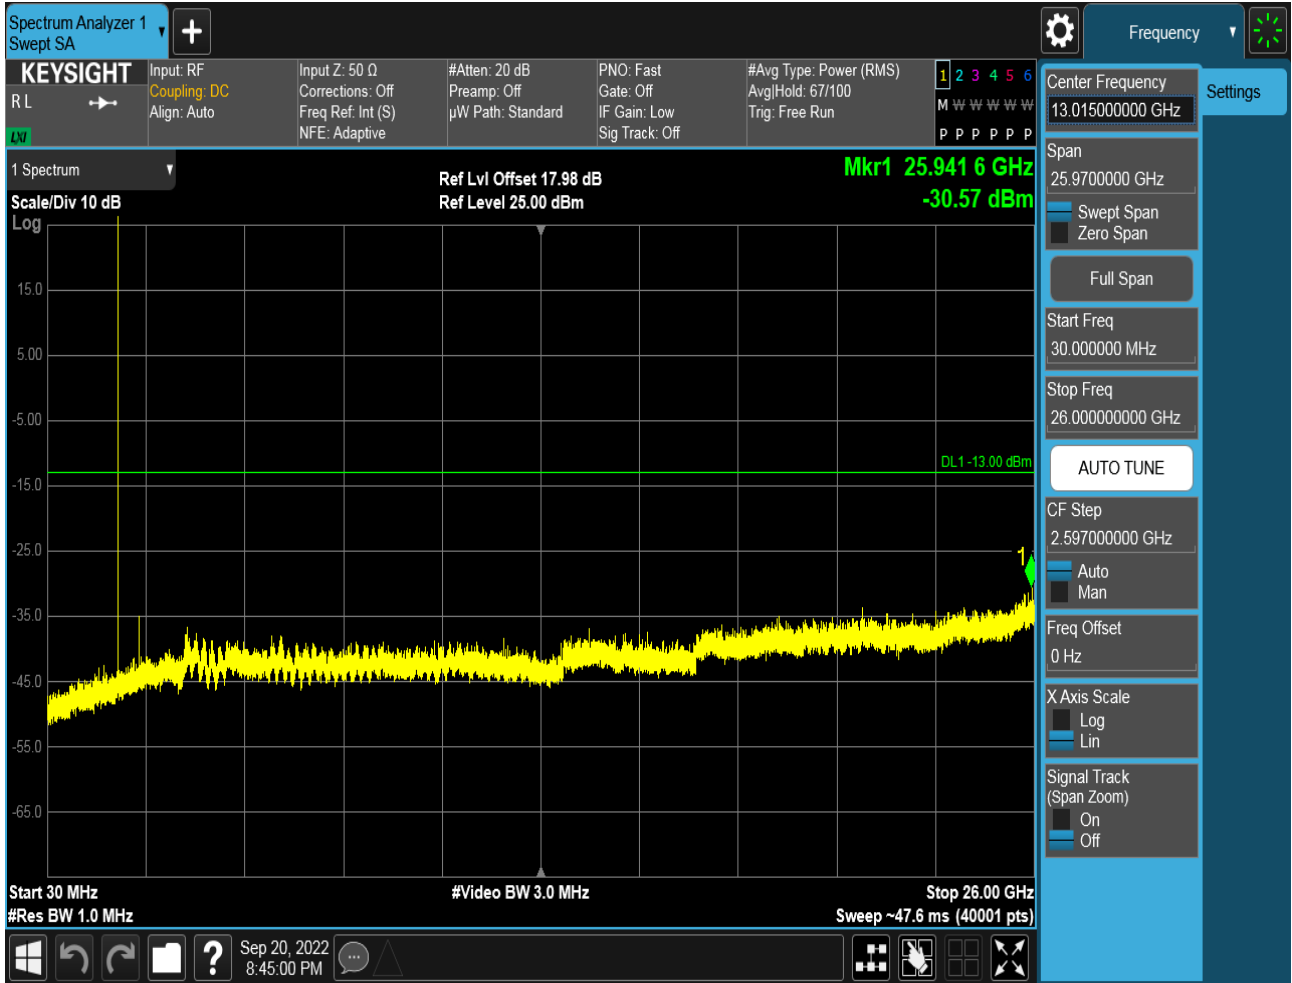 Spectrum Analyzer 1
Swept SA
+
Frequency
KEYSIGHT
R L
LXI
Input: RF
Coupling: DC
Align: Auto
Input Z: 50 Ω
Corrections: Off
Freq Ref: Int (S)
NFE: Adaptive
#Atten: 20 dB
Preamp: Off
µW Path: Standard
PNO: Fast
Gate: Off
IF Gain: Low
Sig Track: Off
#Avg Type: Power (RMS)
Avg|Hold: 67/100
Trig: Free Run
1 2 3 4 5 6
M W W W W W
P P P P P P
1 Spectrum
Scale/Div 10 dB
Log
Ref Lvl Offset 17.98 dB
Ref Level 25.00 dBm
Mkr1 25.941 6 GHz
-30.57 dBm
15.0
5.00
-5.00
-15.0
-25.0
-35.0
-45.0
-55.0
-65.0
DL1 -13.00 dBm
1
Start 30 MHz
#Res BW 1.0 MHz
#Video BW 3.0 MHz
Stop 26.00 GHz
Sweep ~47.6 ms (40001 pts)
Center Frequency
13.015000000 GHz
Span
25.9700000 GHz
Swept Span
Zero Span
Full Span
Start Freq
30.000000 MHz
Stop Freq
26.000000000 GHz
AUTO TUNE
CF Step
2.597000000 GHz
Auto
Man
Freq Offset
0 Hz
X Axis Scale
Log
Lin
Signal Track
(Span Zoom)
On
Off
Settings
?
Sep 20, 2022
8:45:00 PM